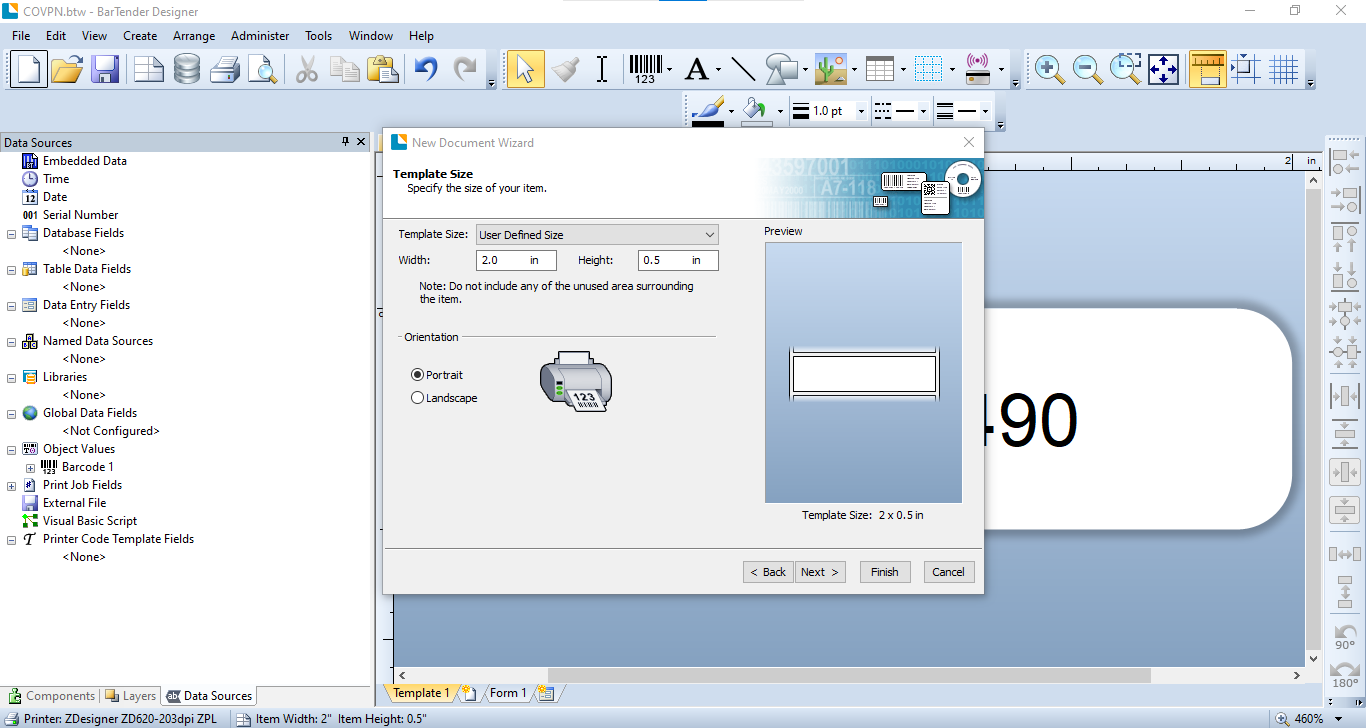 COVPN.btw - BarTender Designer
File Edit View Create Arrange Administer Tools Window Help
123
A
1.0 pt
Data Sources
Embedded Data
Time
12 Date
001 Serial Number
Database Fields
<None>
Table Data Fields
<None>
Data Entry Fields
<None>
Named Data Sources
<None>
Libraries
<None>
Global Data Fields
<Not Configured>
Object Values
123 Barcode 1
Print Job Fields
External File
Visual Basic Script
T Printer Code Template Fields
<None>
Components Layers ab Data Sources
New Document Wizard
Template Size
Specify the size of your item.
3597001
A7-118
Template Size: User Defined Size
Width: 2.0 in Height: 0.5 in
Note: Do not include any of the unused area surrounding
the item.
Orientation
Portrait
Landscape
123
Preview
Template Size: 2 x 0.5 in
< Back Next > Finish Cancel
2 in
490
90°
180°
Template 1 Form 1
Printer: ZDesigner ZD620-203dpi ZPL Item Width: 2" Item Height: 0.5"
460%